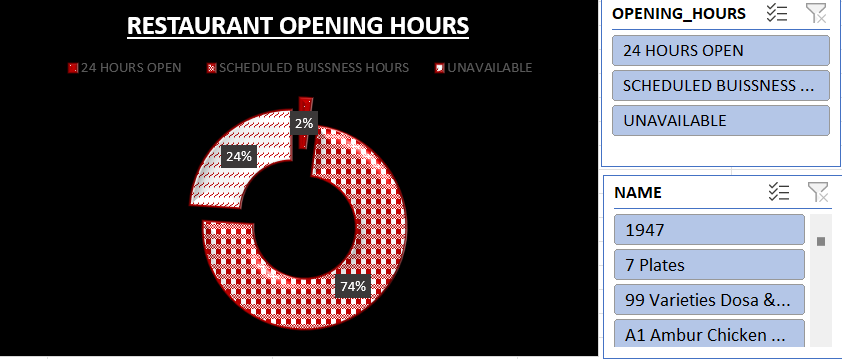 RESTAURANT OPENING HOURS
24 HOURS OPEN
SCHEDULED BUISSNESS HOURS
UNAVAILABLE
2%
24%
74%
OPENING_HOURS
24 HOURS OPEN
SCHEDULED BUISSNESS ...
UNAVAILABLE
NAME
1947
7 Plates
99 Varieties Dosa &...
A1 Ambur Chicken ...